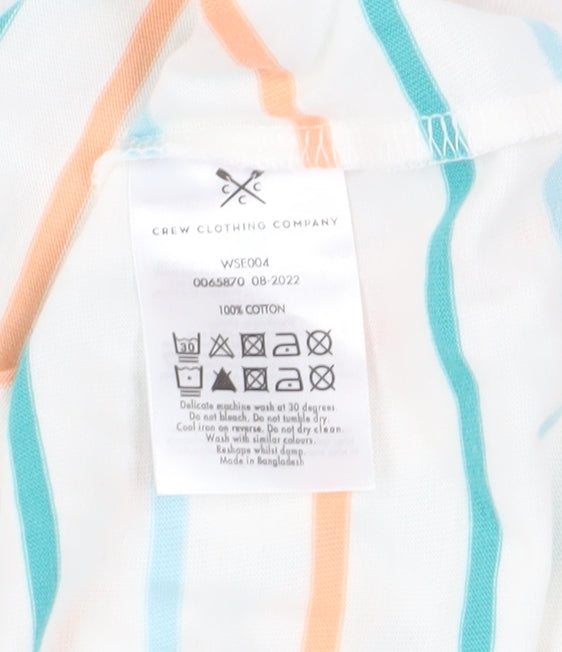 C C
C
CREW CLOTHING COMPANY
WSE004
0065870 08-2022
100% COTTON
30
Delicate machine wash at 30 degrees.
Do not bleach. Do not tumble dry.
Cool iron on reverse. Do not dry clean.
Wash with similar colours.
Reshape whilst damp.
Made in Bangladesh